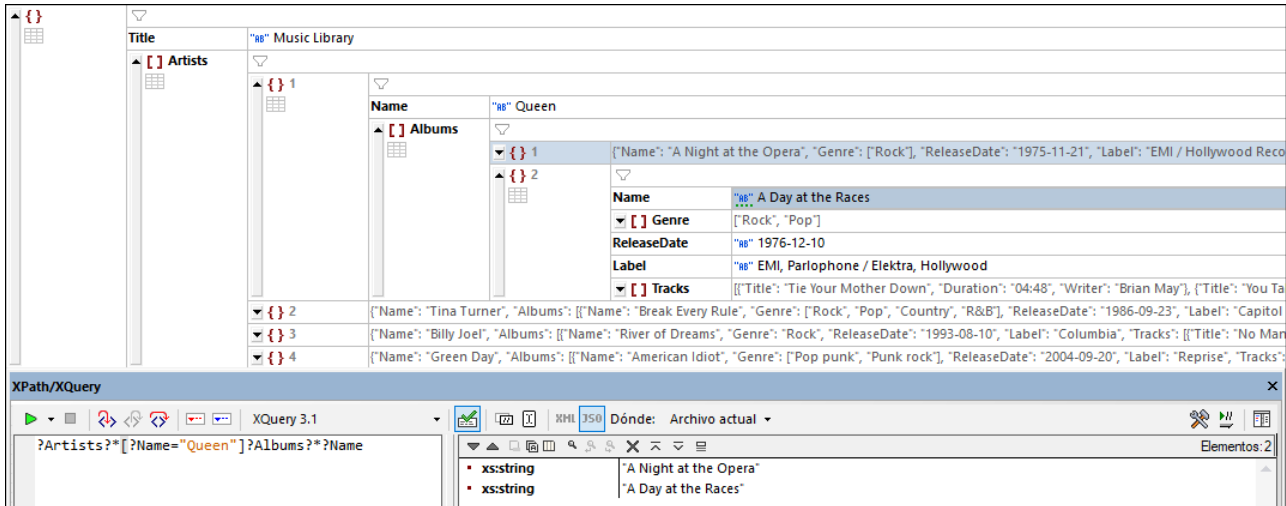 { }
Title "AB" Music Library
[ ] Artists
{ } 1
Name "AB" Queen
[ ] Albums
{ } 1 {"Name": "A Night at the Opera", "Genre": ["Rock"], "ReleaseDate": "1975-11-21", "Label": "EMI / Hollywood Reco
{ } 2
Name "AB" A Day at the Races
[ ] Genre ["Rock", "Pop"]
ReleaseDate "AB" 1976-12-10
Label "AB" EMI, Parlophone / Elektra, Hollywood
[ ] Tracks [{"Title": "Tie Your Mother Down", "Duration": "04:48", "Writer": "Brian May"}, {"Title": "You Ta
{ } 2 {"Name": "Tina Turner", "Albums": [{"Name": "Break Every Rule", "Genre": ["Rock", "Pop", "Country", "R&B"], "ReleaseDate": "1986-09-23", "Label": "Capitol
{ } 3 {"Name": "Billy Joel", "Albums": [{"Name": "River of Dreams", "Genre": "Rock", "ReleaseDate": "1993-08-10", "Label": "Columbia", "Tracks": [{"Title": "No Man
{ } 4 {"Name": "Green Day", "Albums": [{"Name": "American Idiot", "Genre": ["Pop punk", "Punk rock"], "ReleaseDate": "2004-09-20", "Label": "Reprise", "Tracks":
XPath/XQuery
XQuery 3.1 XML JSO Dónde: Archivo actual
?Artists?*[?Name="Queen"]?Albums?*?Name
Elementos:2
xs:string "A Night at the Opera"
xs:string "A Day at the Races"